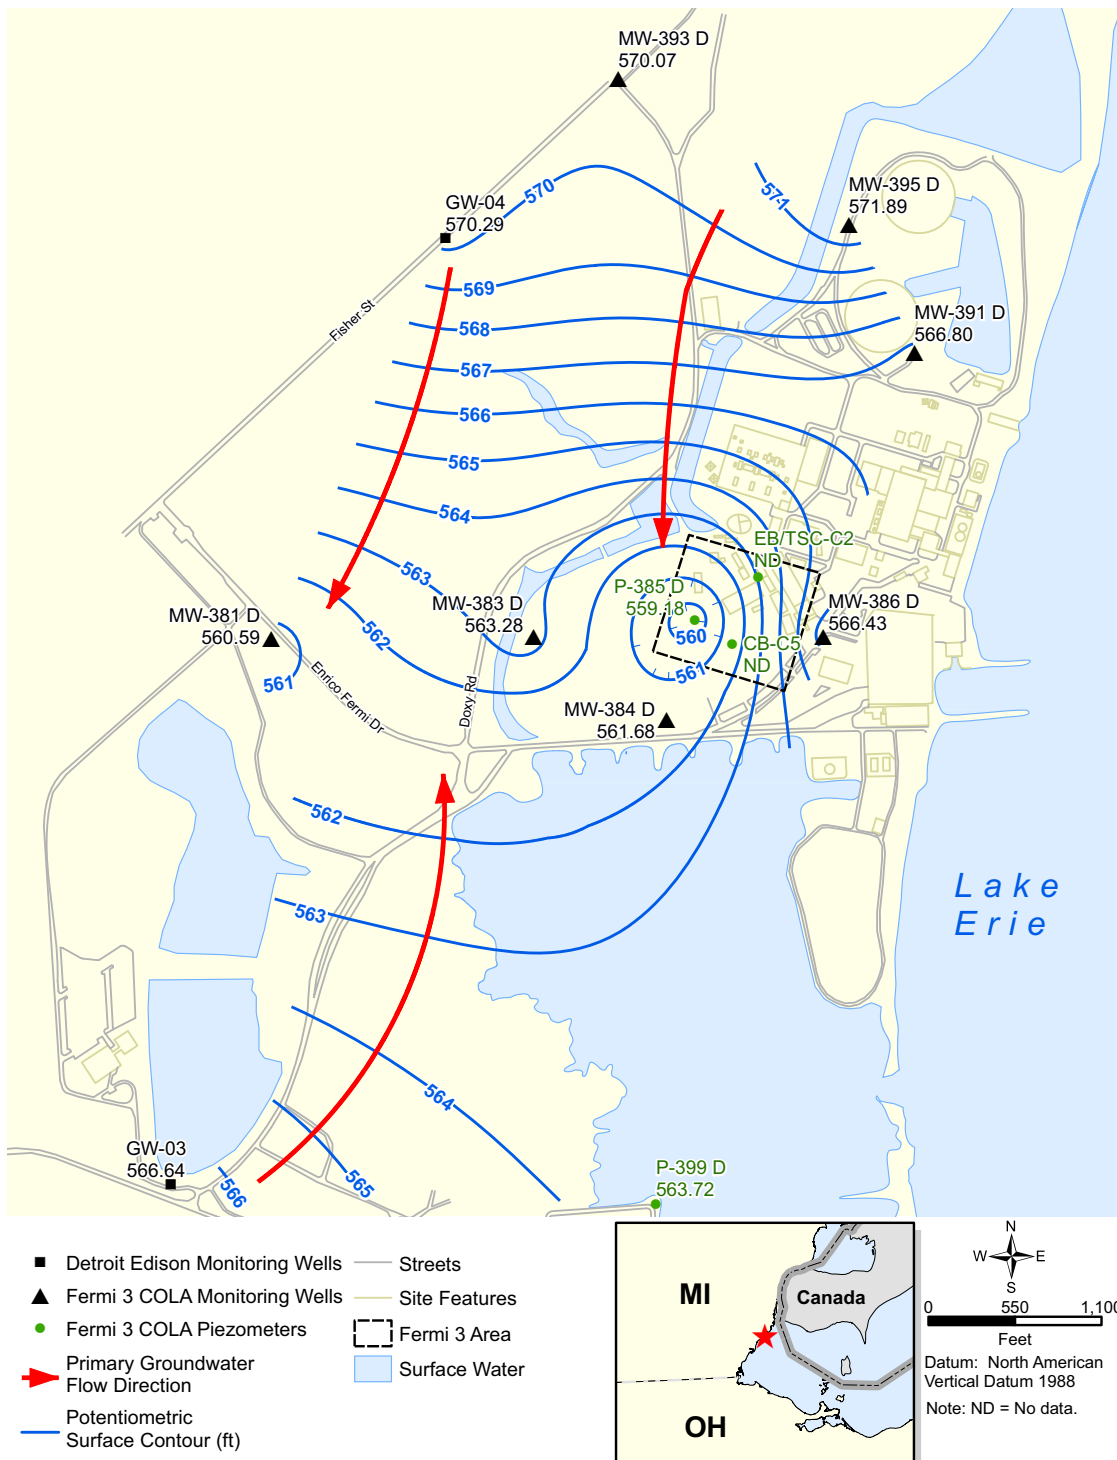 MW-393 D
570.07
GW-04
570.29
570
571
MW-395 D
571.89
569
568
567
566
565
564
563
562
Fisher St
MW-391 D
566.80
EB/TSC-C2
ND
P-385 D
559.18
560
561
CB-C5
ND
MW-386 D
566.43
MW-381 D
560.59
561
MW-383 D
563.28
MW-384 D
561.68
Enrico Fermi Dr
Doxy Rd
562
563
564
565
566
Lake
Erie
GW-03
566.64
P-399 D
563.72
Detroit Edison Monitoring Wells
Fermi 3 COLA Monitoring Wells
Fermi 3 COLA Piezometers
Primary Groundwater
Flow Direction
Potentiometric
Surface Contour (ft)
Streets
Site Features
Fermi 3 Area
Surface Water
MI
Canada
OH
N
W
E
S
0
550
1,100
Feet
Datum: North American
Vertical Datum 1988
Note: ND = No data.